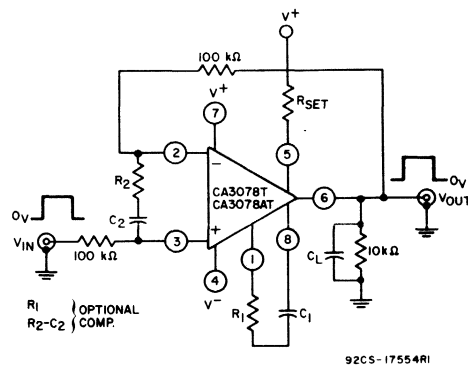 V+
100 kΩ
V+
RSET
7
5
2
−
R2
CA3078T
CA3078AT
6
0V
VOUT
0V
C2
8
VIN
100 kΩ
3
+
1
CL
10kΩ
4
V−
R1
C1
R1 } OPTIONAL
R2-C2 } COMP.
92CS-17554R1